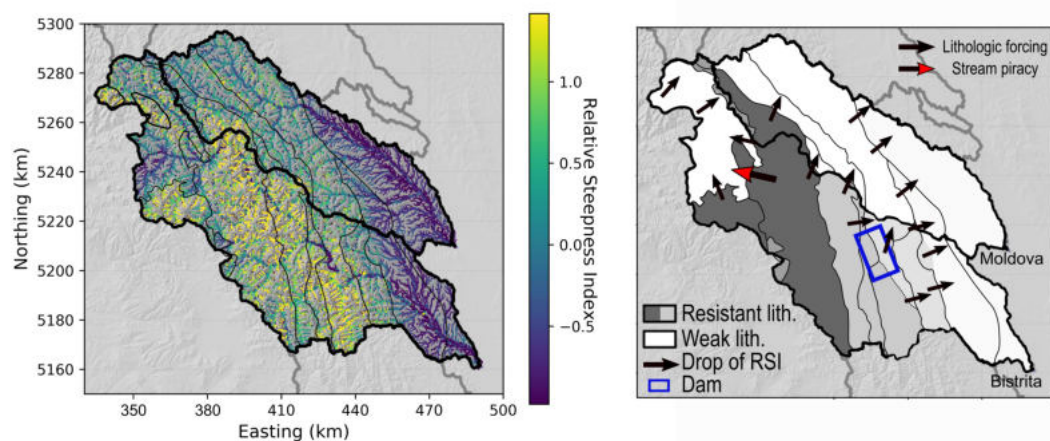 5300
5280
5260
5240
5220
5200
5180
5160
Northing (km)
350
380
410
440
470
500
Easting (km)
1.0
0.5
0.0
−0.5
Relative Steepness Indexs
Lithologic forcing
Stream piracy
Moldova
Bistrita
Resistant lith.
Weak lith.
Drop of RSI
Dam